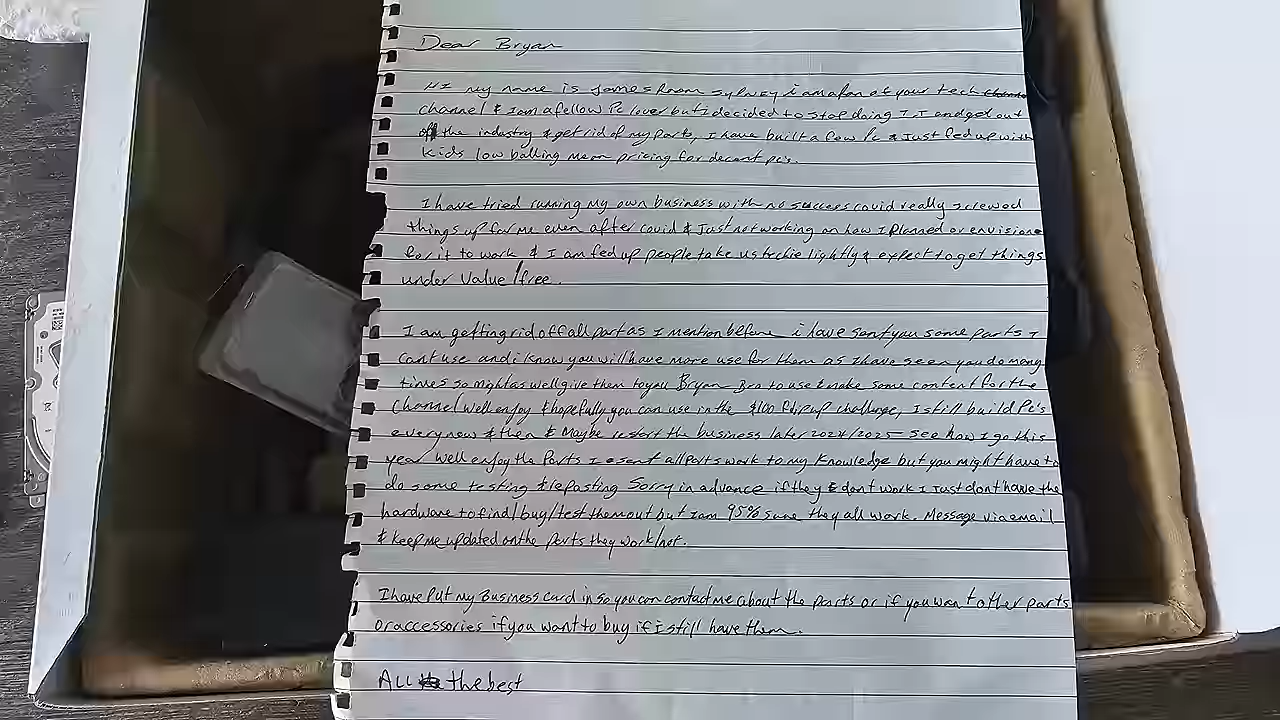 Dear Bryan
Hi my name is James from Sydney i am a fan of your tech
channel & I am a fellow Pc lover but i decided to stop doing I.T and get out
of the industry & get rid of my parts, I have built a few Pc & Just fed up with
kids low balling me on pricing for decent pc's.
I have tried running my own business with no success covid really screwed
things up for me even after covid & Just not working on how I Planned or envisione
for it to work & I am fed up people take us techie lightly & expect to get things
under value/free.
I am getting rid off all part as I mention before i have sent you some parts I
cant use and i know you will have more use for them as I have seen you do many
times so might as well give them to you Bryan to use & make some content for the
Channel well enjoy & hopefully you can use in the $100 flip up challenge, I still build Pc's
every now & then & Maybe restart the business later 2024/2025 see how I go this
year well enjoy the Parts I sent all Parts work to my knowledge but you might have to
do some testing & reposting Sorry in advance if they dont work I Just dont have the
hardware to find/buy/test them out but I am 95% sure they all work. Message via email
& keep me updated on the parts they work/not.
I have Put my Business card in so you can contact me about the parts or if you want other parts
or accessories if you want to buy if I still have them.
ALL the best